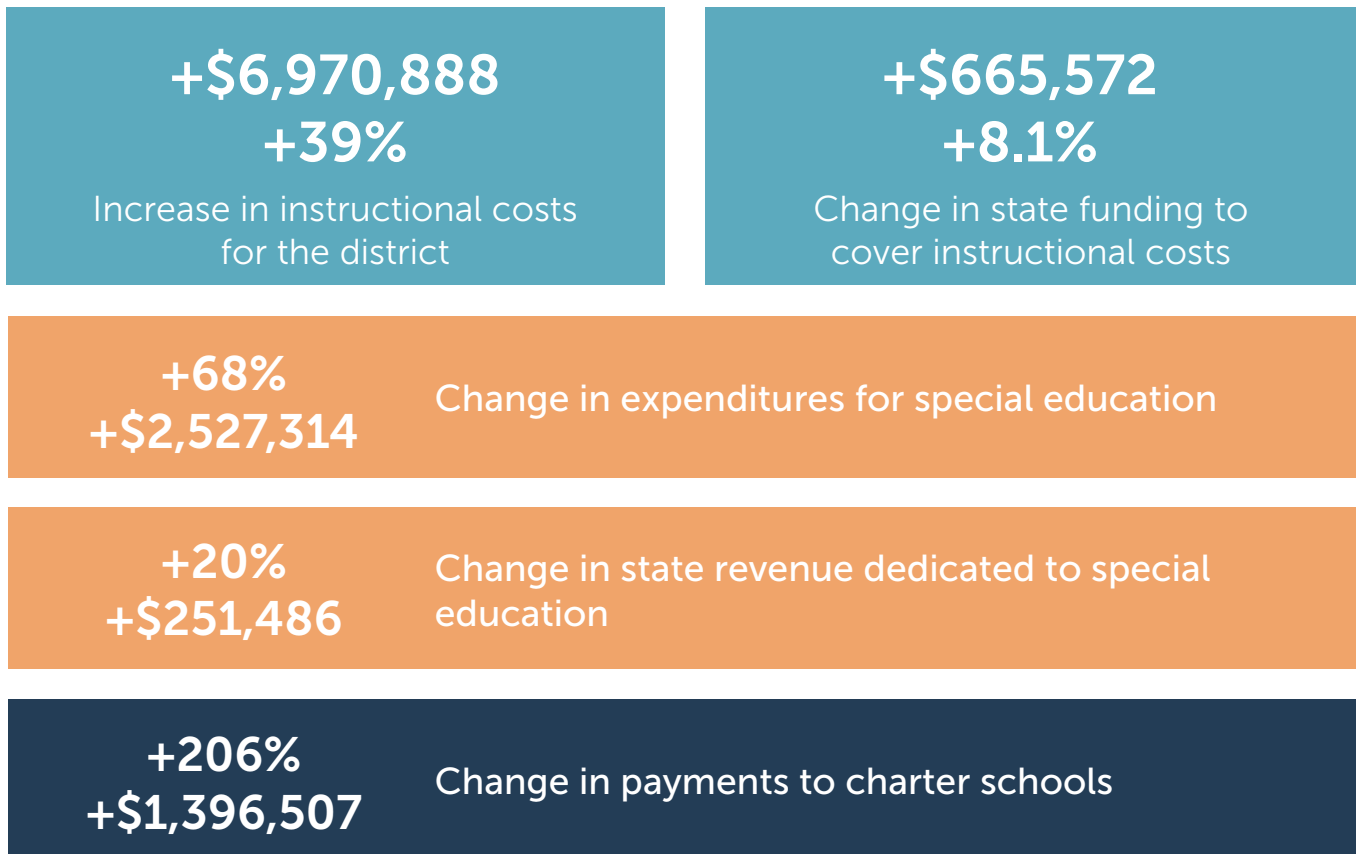 +$6,970,888
+39%
Increase in instructional costs
for the district
+$665,572
+8.1%
Change in state funding to
cover instructional costs
+68%
+$2,527,314
Change in expenditures for special education
+20%
+$251,486
Change in state revenue dedicated to special
education
+206%
+$1,396,507
Change in payments to charter schools